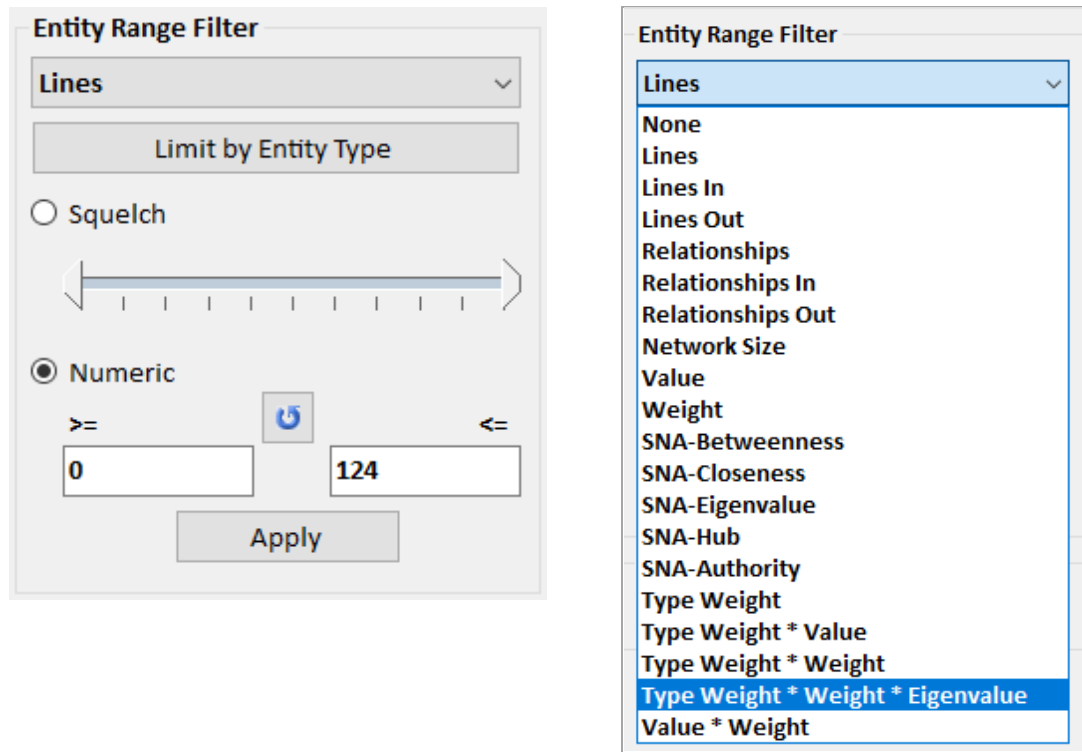 Entity Range Filter
Lines
Limit by Entity Type
Squelch
Numeric
>= <=
0 124
Apply
Entity Range Filter
Lines
None
Lines
Lines In
Lines Out
Relationships
Relationships In
Relationships Out
Network Size
Value
Weight
SNA-Betweenness
SNA-Closeness
SNA-Eigenvalue
SNA-Hub
SNA-Authority
Type Weight
Type Weight * Value
Type Weight * Weight
Type Weight * Weight * Eigenvalue
Value * Weight